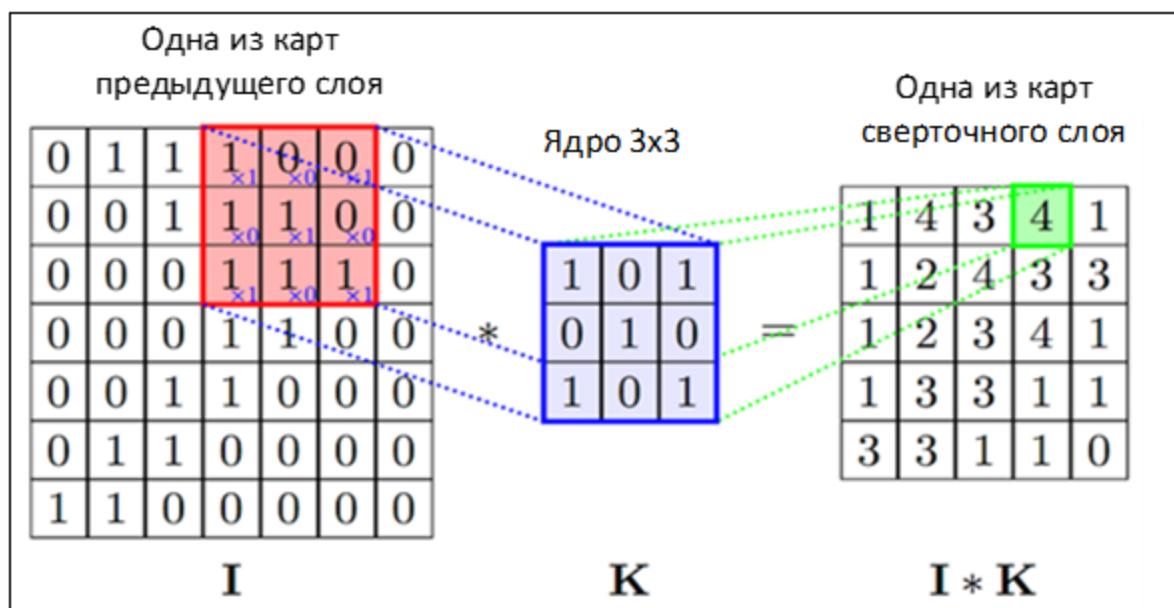 Одна из карт
предыдущего слоя
Ядро 3х3
Одна из карт
сверточного слоя
0 1 1 1×1 0×0 0×1 0
0 0 1 1×0 1×1 0×0 0
0 0 0 1×1 1×0 1×1 0
0 0 0 1 1 0 0
0 0 1 1 0 0 0
0 1 1 0 0 0 0
1 1 0 0 0 0 0
*
1 0 1
0 1 0
1 0 1
=
1 4 3 4 1
1 2 4 3 3
1 2 3 4 1
1 3 3 1 1
3 3 1 1 0
I
K
I * K